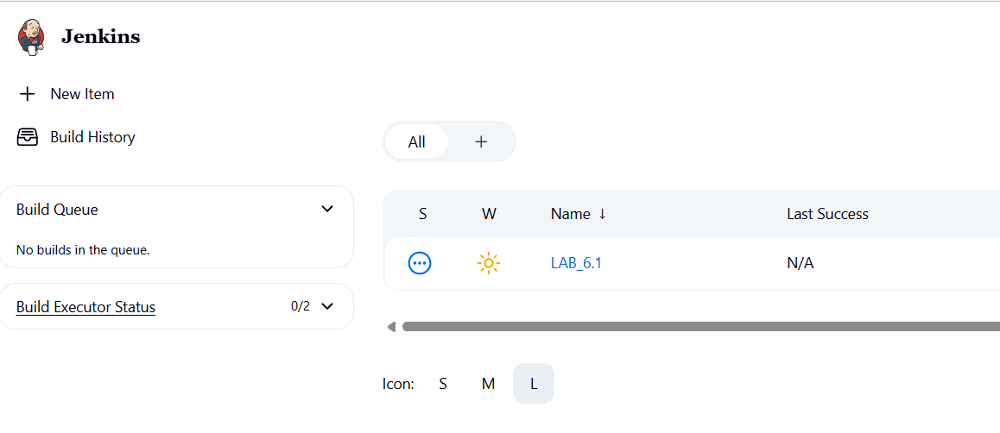 Jenkins
New Item
Build History
All
Build Queue
No builds in the queue.
Build Executor Status 0/2
S W Name ↓ Last Success
LAB_6.1 N/A
Icon: S M L